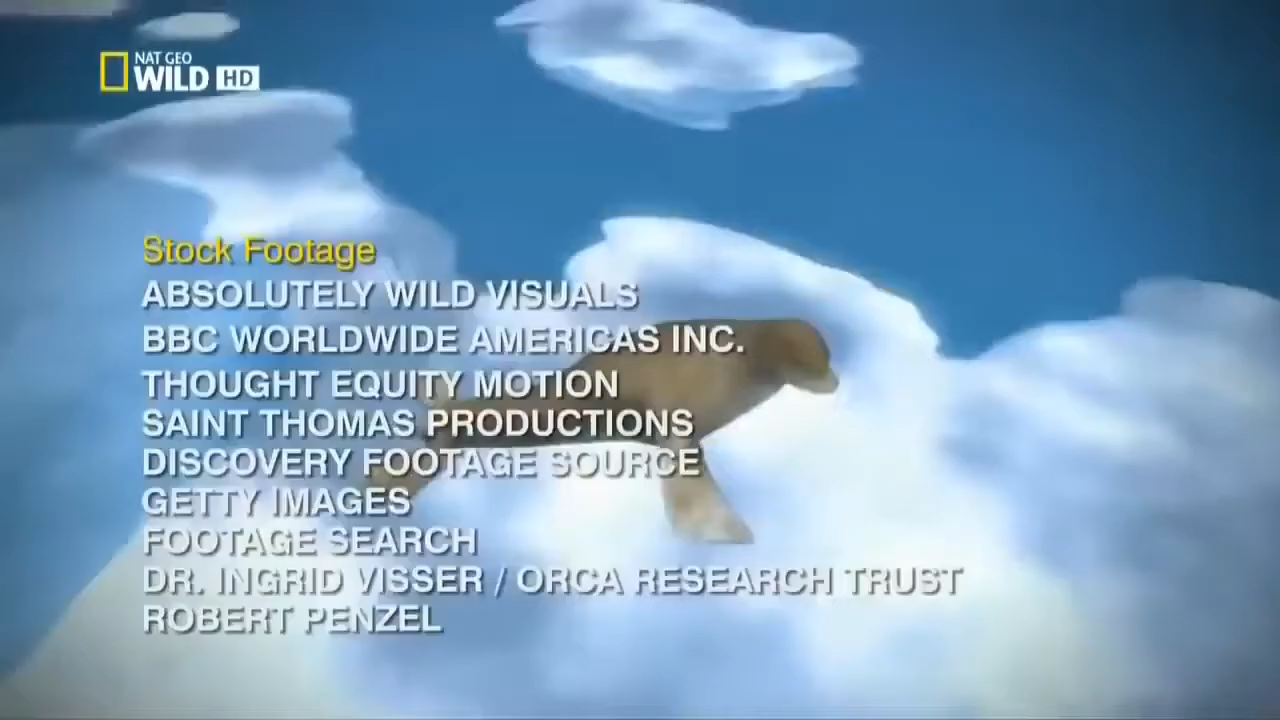 NAT GEO
WILD HD
Stock Footage
ABSOLUTELY WILD VISUALS
BBC WORLDWIDE AMERICAS INC.
THOUGHT EQUITY MOTION
SAINT THOMAS PRODUCTIONS
DISCOVERY FOOTAGE SOURCE
GETTY IMAGES
FOOTAGE SEARCH
DR. INGRID VISSER / ORCA RESEARCH TRUST
ROBERT PENZEL